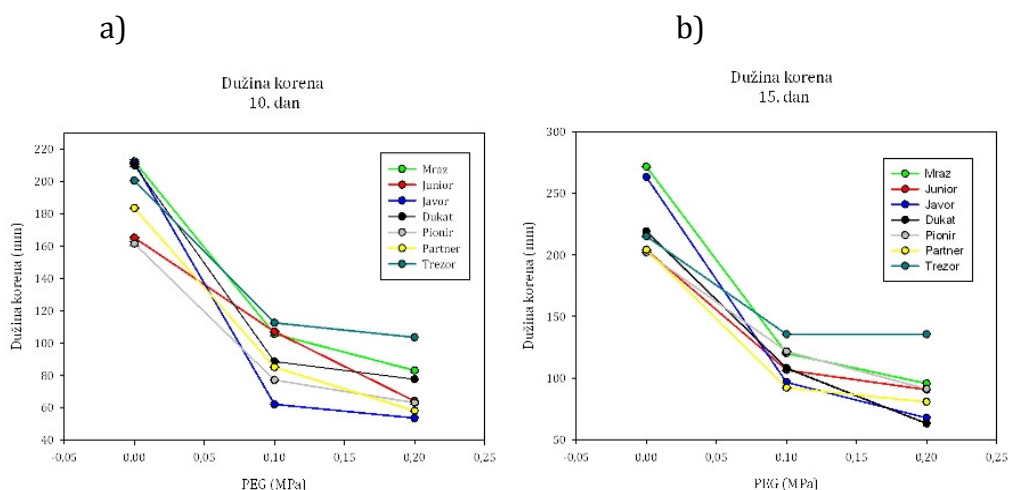 a)
Dužina korena
10. dan
Dužina korena (mm)
220
200
180
160
140
120
100
80
60
40
-0,05
0,00
0,05
0,10
0,15
0,20
0,25
PEG (MPa)
Mraz
Junior
Javor
Dukat
Pionir
Partner
Trezor
b)
Dužina korena
15. dan
Dužina korena (mm)
300
250
200
150
100
50
-0,05
0,00
0,05
0,10
0,15
0,20
0,25
PEG (MPa)
Mraz
Junior
Javor
Dukat
Pionir
Partner
Trezor